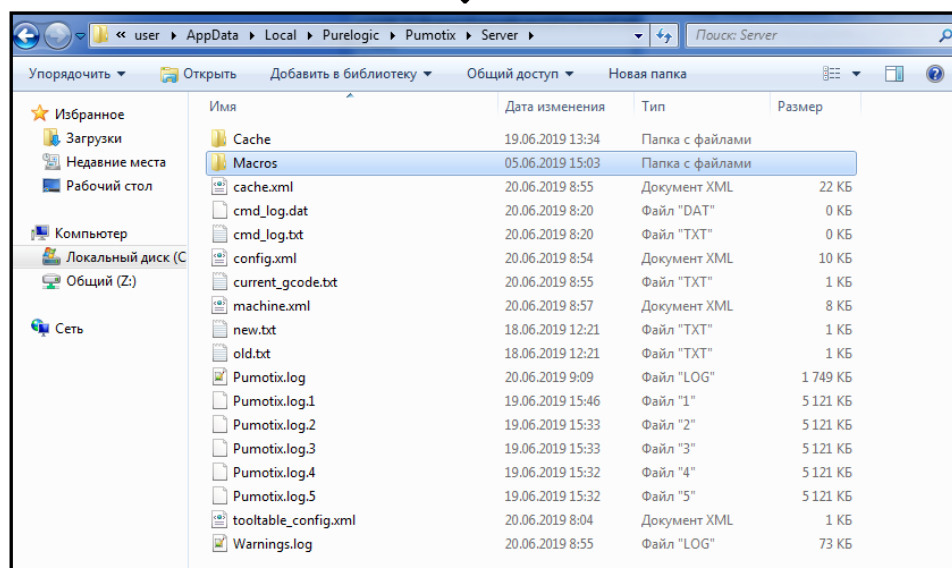 « user ▸ AppData ▸ Local ▸ Purelogic ▸ Pumotix ▸ Server ▸ Поиск: Server
Упорядочить ▼ Открыть Добавить в библиотеку ▼ Общий доступ ▼ Новая папка
Имя Дата изменения Тип Размер
Избранное
Загрузки
Недавние места
Рабочий стол
Компьютер
Локальный диск (C
Общий (Z:)
Сеть
Cache 19.06.2019 13:34 Папка с файлами
Macros 05.06.2019 15:03 Папка с файлами
cache.xml 20.06.2019 8:55 Документ XML 22 КБ
cmd_log.dat 20.06.2019 8:20 Файл "DAT" 0 КБ
cmd_log.txt 20.06.2019 8:20 Файл "TXT" 0 КБ
config.xml 20.06.2019 8:54 Документ XML 10 КБ
current_gcode.txt 20.06.2019 8:55 Файл "TXT" 1 КБ
machine.xml 20.06.2019 8:57 Документ XML 8 КБ
new.txt 18.06.2019 12:21 Файл "TXT" 1 КБ
old.txt 18.06.2019 12:21 Файл "TXT" 1 КБ
Pumotix.log 20.06.2019 9:09 Файл "LOG" 1 749 КБ
Pumotix.log.1 19.06.2019 15:46 Файл "1" 5 121 КБ
Pumotix.log.2 19.06.2019 15:33 Файл "2" 5 121 КБ
Pumotix.log.3 19.06.2019 15:33 Файл "3" 5 121 КБ
Pumotix.log.4 19.06.2019 15:32 Файл "4" 5 121 КБ
Pumotix.log.5 19.06.2019 15:32 Файл "5" 5 121 КБ
tooltable_config.xml 20.06.2019 8:04 Документ XML 1 КБ
Warnings.log 20.06.2019 8:55 Файл "LOG" 73 КБ